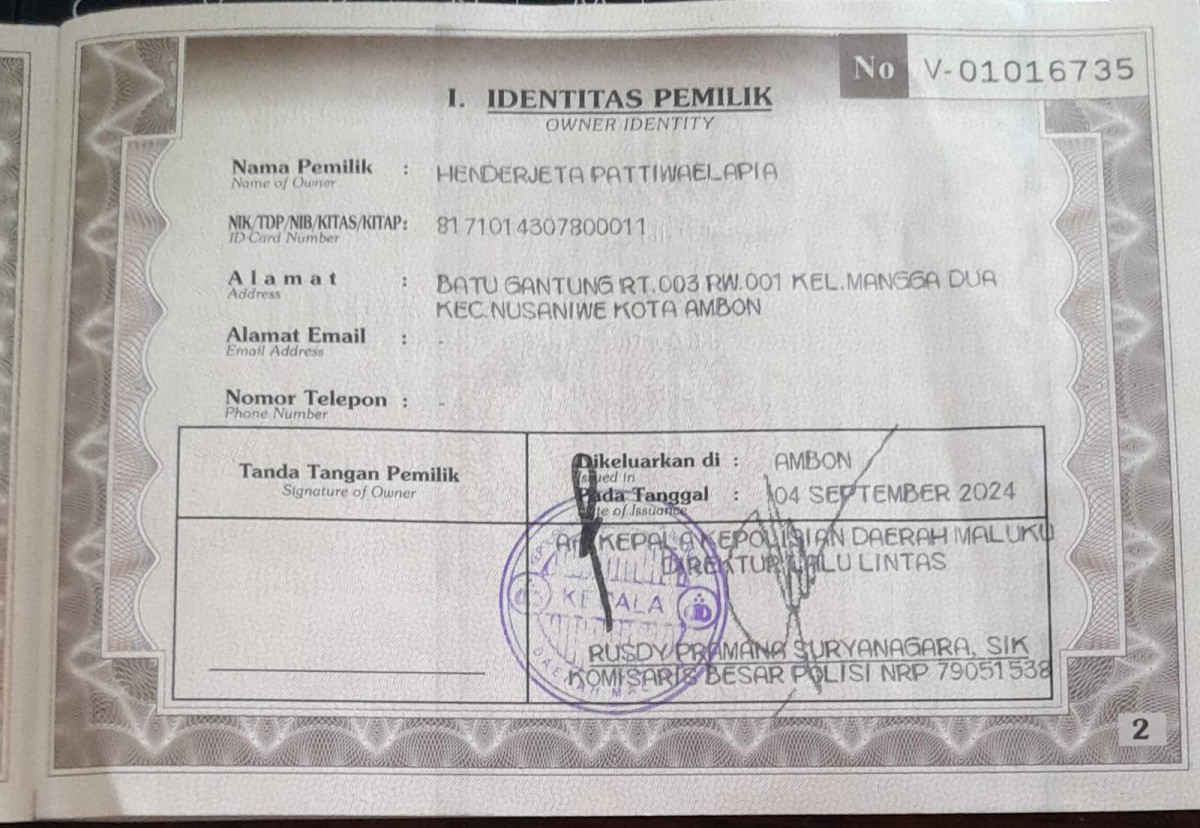 No V-01016735
I. IDENTITAS PEMILIK
OWNER IDENTITY
Nama Pemilik : HENDERJETA PATTIWAELAPIA
Name of Owner
NIK/TDP/NIB/KITAS/KITAP: 8171014307800011
ID Card Number
Alamat : BATU GANTUNG RT.003 RW.001 KEL.MANGGA DUA
Address
KEC.NUSANIWE KOTA AMBON
Alamat Email : -
Email Address
Nomor Telepon : -
Phone Number
Tanda Tangan Pemilik
Signature of Owner
Dikeluarkan di : AMBON
Issued in
Pada Tanggal : 04 SEPTEMBER 2024
Date of Issuance
KEPALA KEPOLISIAN DAERAH MALUKU
DIREKTUR LALU LINTAS
KEPALA
RUSDY PRAMANA SURYANAGARA, SIK
KOMISARIS BESAR POLISI NRP 79051538
DAERAH
2